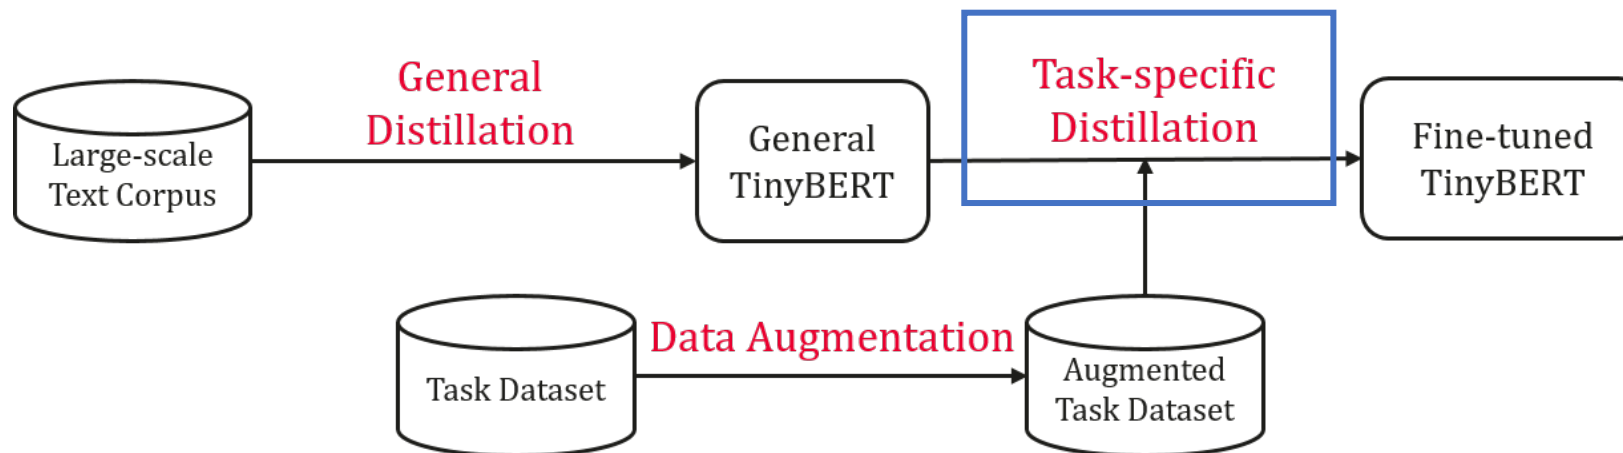 General
Distillation
Large-scale
Text Corpus
General
TinyBERT
Task-specific
Distillation
Fine-tuned
TinyBERT
Task Dataset
Data Augmentation
Augmented
Task Dataset